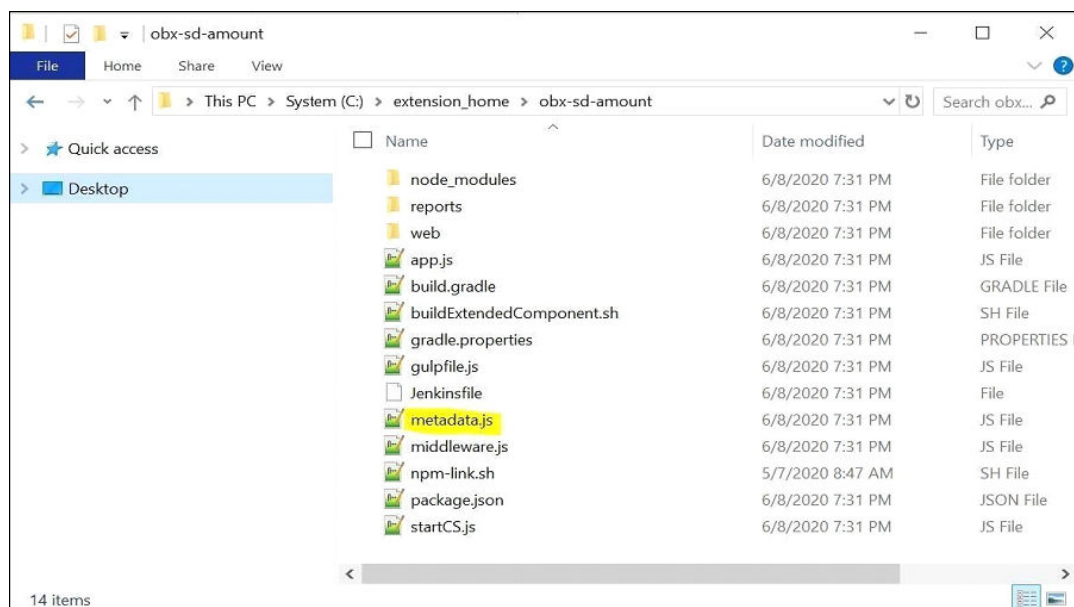 obx-sd-amount
File Home Share View
This PC > System (C:) > extension_home > obx-sd-amount Search obx...
Quick access
Desktop
Name Date modified Type
node_modules 6/8/2020 7:31 PM File folder
reports 6/8/2020 7:31 PM File folder
web 6/8/2020 7:31 PM File folder
app.js 6/8/2020 7:31 PM JS File
build.gradle 6/8/2020 7:31 PM GRADLE File
buildExtendedComponent.sh 6/8/2020 7:31 PM SH File
gradle.properties 6/8/2020 7:31 PM PROPERTIES
gulpfile.js 6/8/2020 7:31 PM JS File
Jenkinsfile 6/8/2020 7:31 PM File
metadata.js 6/8/2020 7:31 PM JS File
middleware.js 6/8/2020 7:31 PM JS File
npm-link.sh 5/7/2020 8:47 AM SH File
package.json 6/8/2020 7:31 PM JSON File
startCS.js 6/8/2020 7:31 PM JS File
14 items